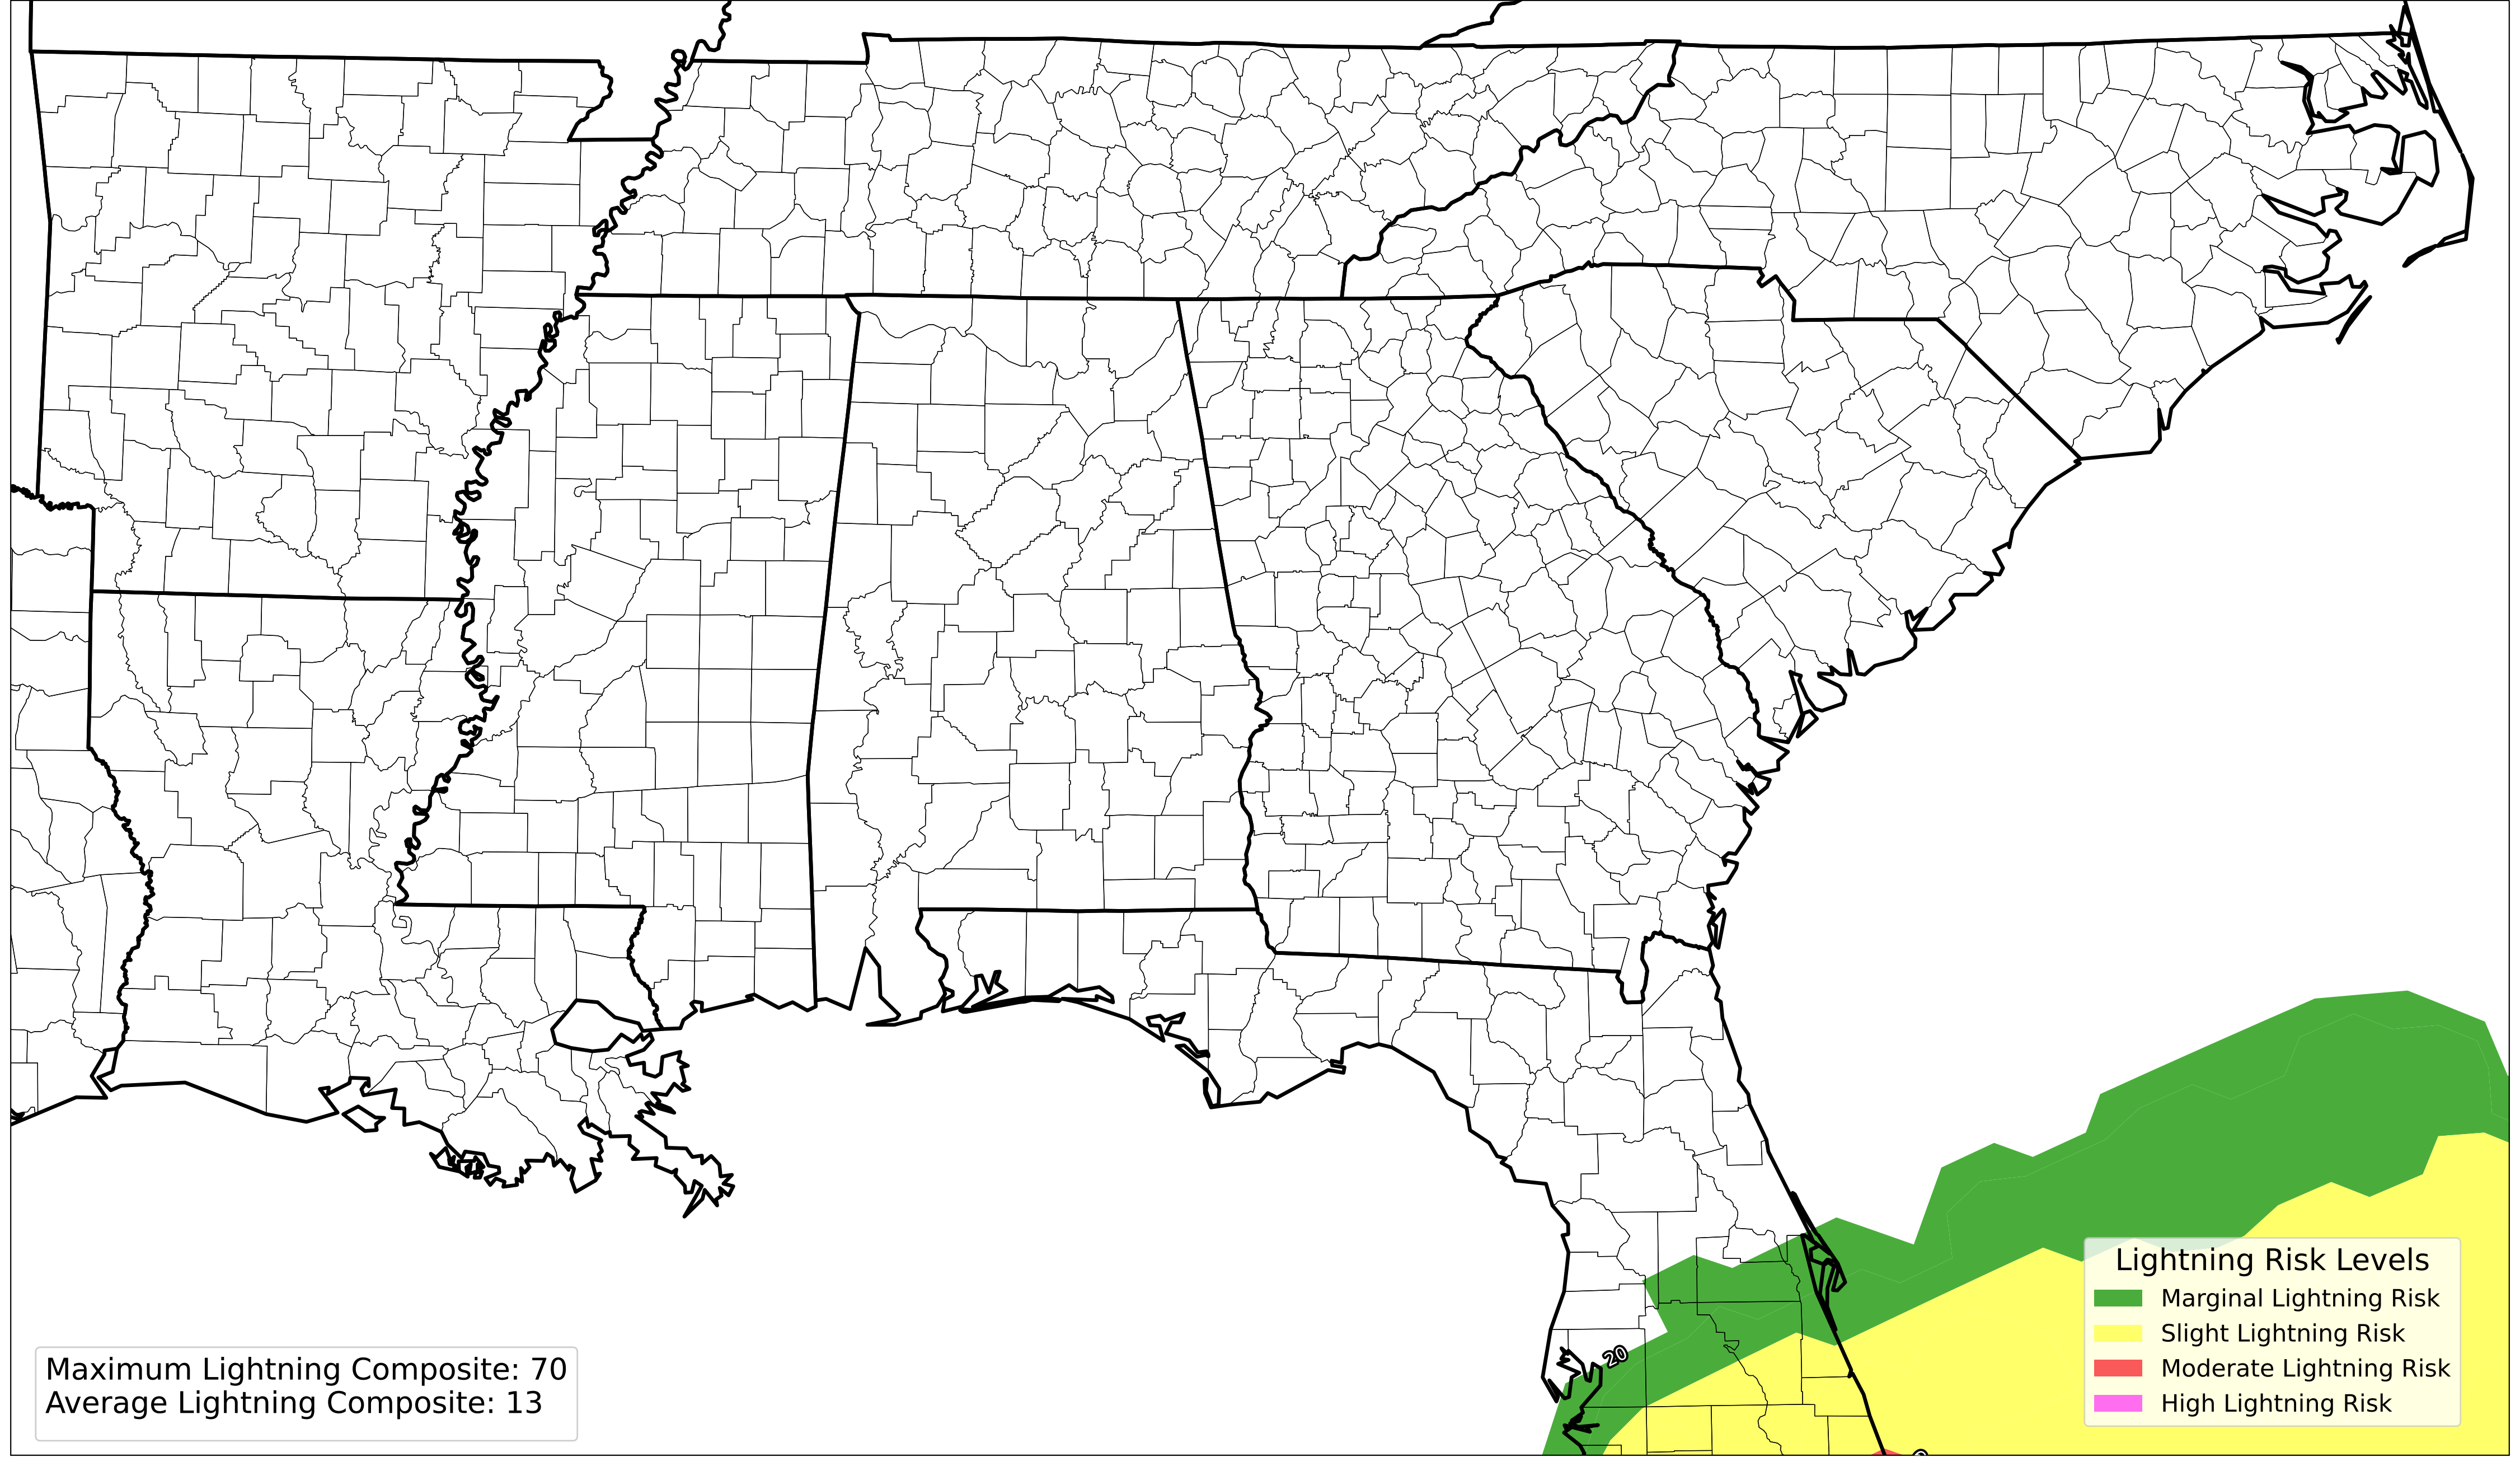 Lightning Risk Levels
Marginal Lightning Risk
Slight Lightning Risk
Moderate Lightning Risk
High Lightning Risk
20
Maximum Lightning Composite: 70
Average Lightning Composite: 13